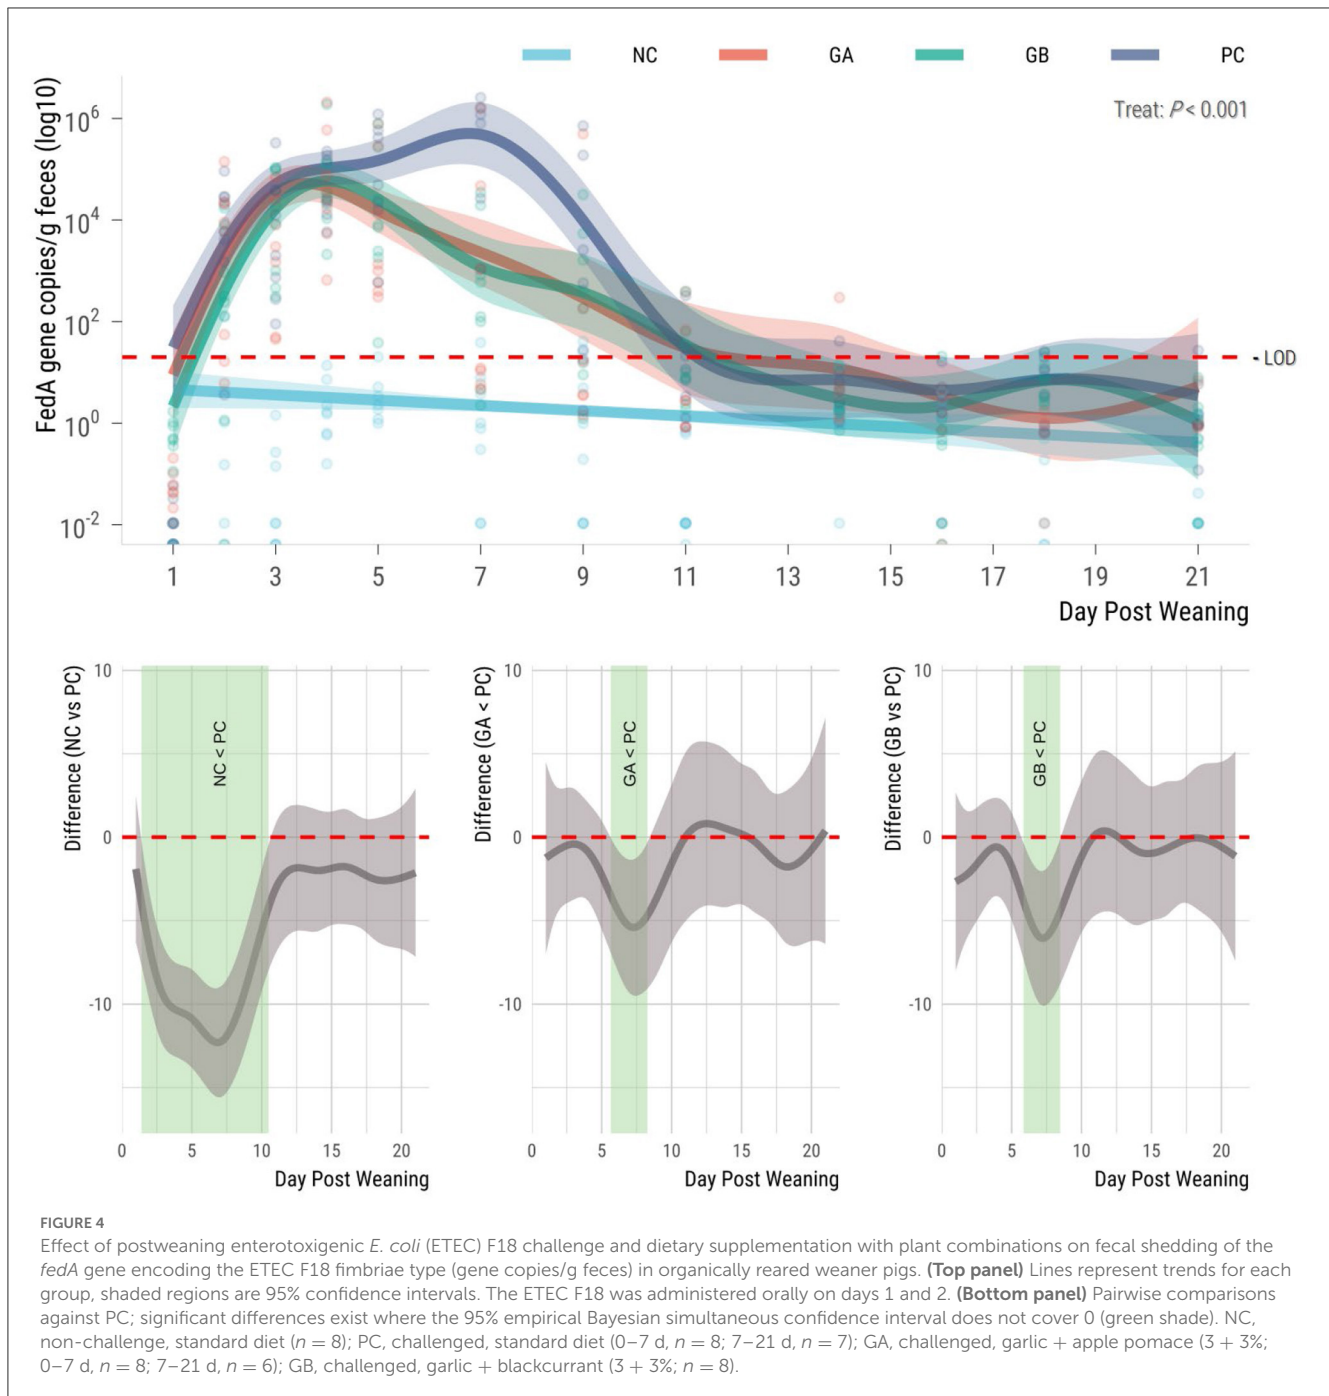 NC GA GB PC
Treat: P < 0.001
FedA gene copies/g feces (log10)
10^6
10^4
10^2
10^0
10^-2
- LOD
1 3 5 7 9 11 13 15 17 19 21
Day Post Weaning
Difference (NC vs PC)
10
0
-10
NC < PC
0 5 10 15 20
Day Post Weaning
Difference (GA < PC)
10
0
-10
GA < PC
0 5 10 15 20
Day Post Weaning
Difference (GB vs PC)
10
0
-10
GB < PC
0 5 10 15 20
Day Post Weaning
FIGURE 4
Effect of postweaning enterotoxigenic E. coli (ETEC) F18 challenge and dietary supplementation with plant combinations on fecal shedding of the
fedA gene encoding the ETEC F18 fimbriae type (gene copies/g feces) in organically reared weaner pigs. (Top panel) Lines represent trends for each
group, shaded regions are 95% confidence intervals. The ETEC F18 was administered orally on days 1 and 2. (Bottom panel) Pairwise comparisons
against PC; significant differences exist where the 95% empirical Bayesian simultaneous confidence interval does not cover 0 (green shade). NC,
non-challenge, standard diet (n = 8); PC, challenged, standard diet (0–7 d, n = 8; 7–21 d, n = 7); GA, challenged, garlic + apple pomace (3 + 3%;
0–7 d, n = 8; 7–21 d, n = 6); GB, challenged, garlic + blackcurrant (3 + 3%; n = 8).